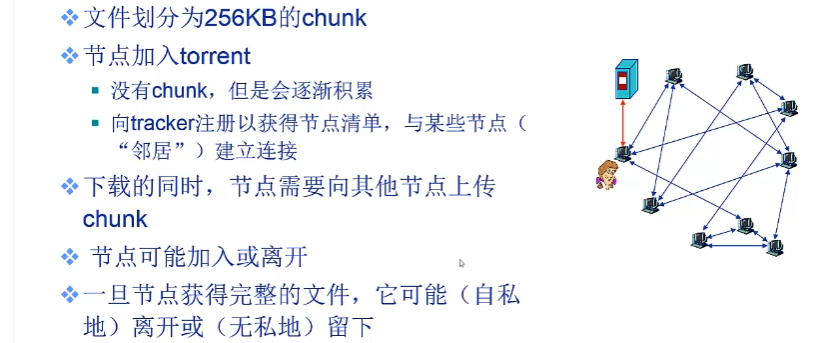 文件划分为256KB的chunk
节点加入torrent
没有chunk，但是会逐渐积累
向tracker注册以获得节点清单，与某些节点（
“邻居”）建立连接
下载的同时，节点需要向其他节点上传
chunk
节点可能加入或离开
一旦节点获得完整的文件，它可能（自私
地）离开或（无私地）留下